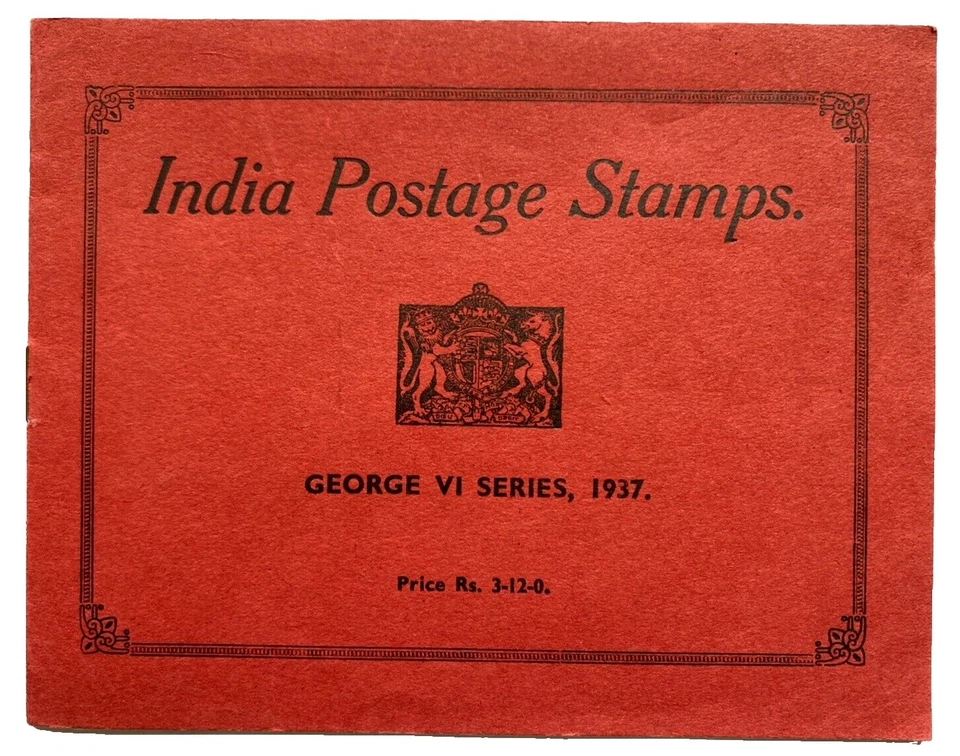 India Postage Stamps.
GEORGE VI SERIES, 1937.
Price Rs. 3-12-0.